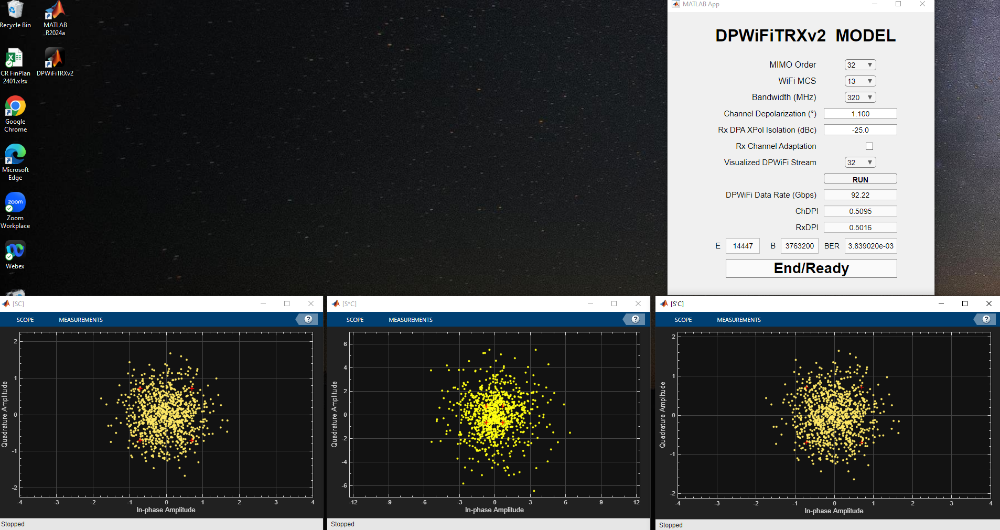 Recycle Bin
MATLAB
R2024a
CR FinPlan
2401.xlsx
DPWiFiTRXv2
Google
Chrome
Microsoft
Edge
zoom
Zoom
Workplace
Webex
MATLAB App
DPWiFiTRXv2 MODEL
MIMO Order 32
WiFi MCS 13
Bandwidth (MHz) 320
Channel Depolarization (°) 1.100
Rx DPA XPol Isolation (dBc) -25.0
Rx Channel Adaptation
Visualized DPWiFi Stream 32
RUN
DPWiFi Data Rate (Gbps) 92.22
ChDPI 0.5095
RxDPI 0.5016
E 14447 B 3763200 BER 3.839020e-03
End/Ready
[SC]
SCOPE MEASUREMENTS ?
Quadrature Amplitude
2
1
0
-1
-2
-4 -3 -2 -1 0 1 2 3 4
In-phase Amplitude
Stopped
[S*C]
SCOPE MEASUREMENTS ?
Quadrature Amplitude
6
4
2
0
-2
-4
-6
-12 -9 -6 -3 0 3 6 9 12
In-phase Amplitude
Stopped
[S'C]
SCOPE MEASUREMENTS ?
Quadrature Amplitude
2
1
0
-1
-2
-4 -3 -2 -1 0 1 2 3 4
In-phase Amplitude
Stopped